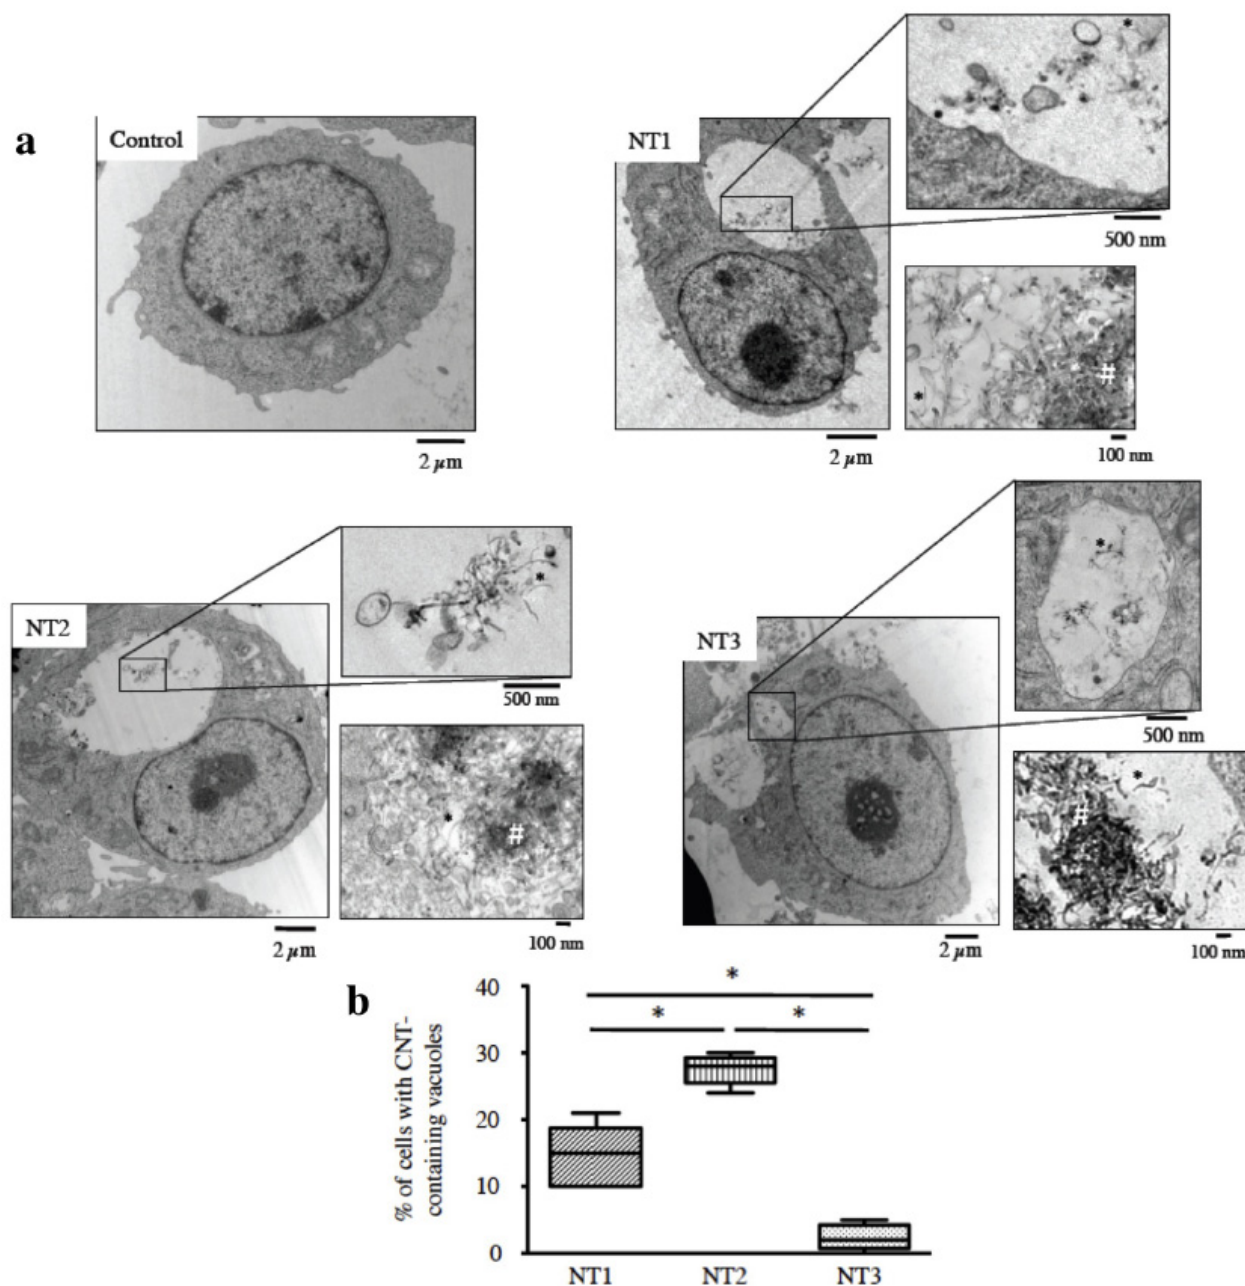 a
Control
2 μm
NT1
2 μm
*
500 nm
*
#
100 nm
NT2
2 μm
*
500 nm
*
#
100 nm
NT3
2 μm
*
500 nm
*
#
100 nm
b
% of cells with CNT-
containing vacuoles
40
30
20
10
0
*
*
*
NT1
NT2
NT3